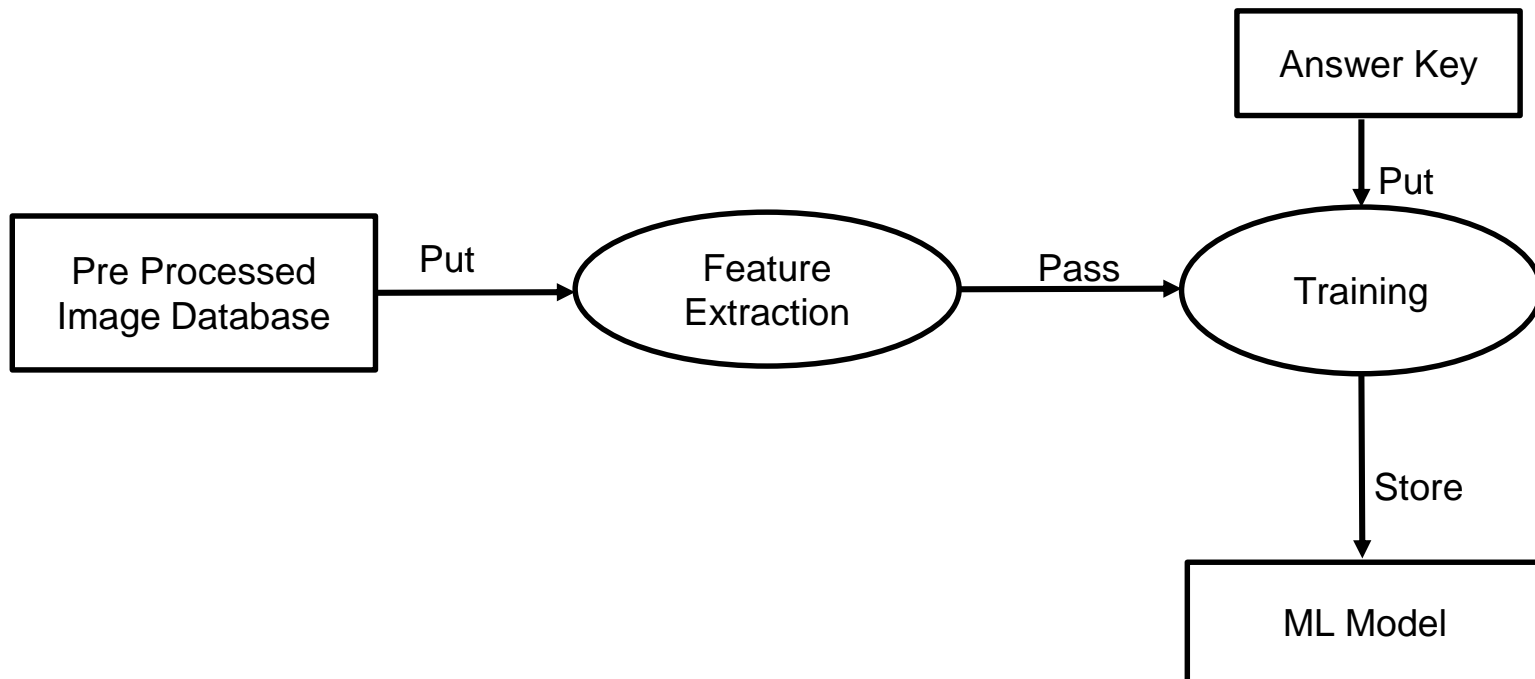 Answer Key
Put
Pre Processed
Image Database
Put
Feature
Extraction
Pass
Training
Store
ML Model